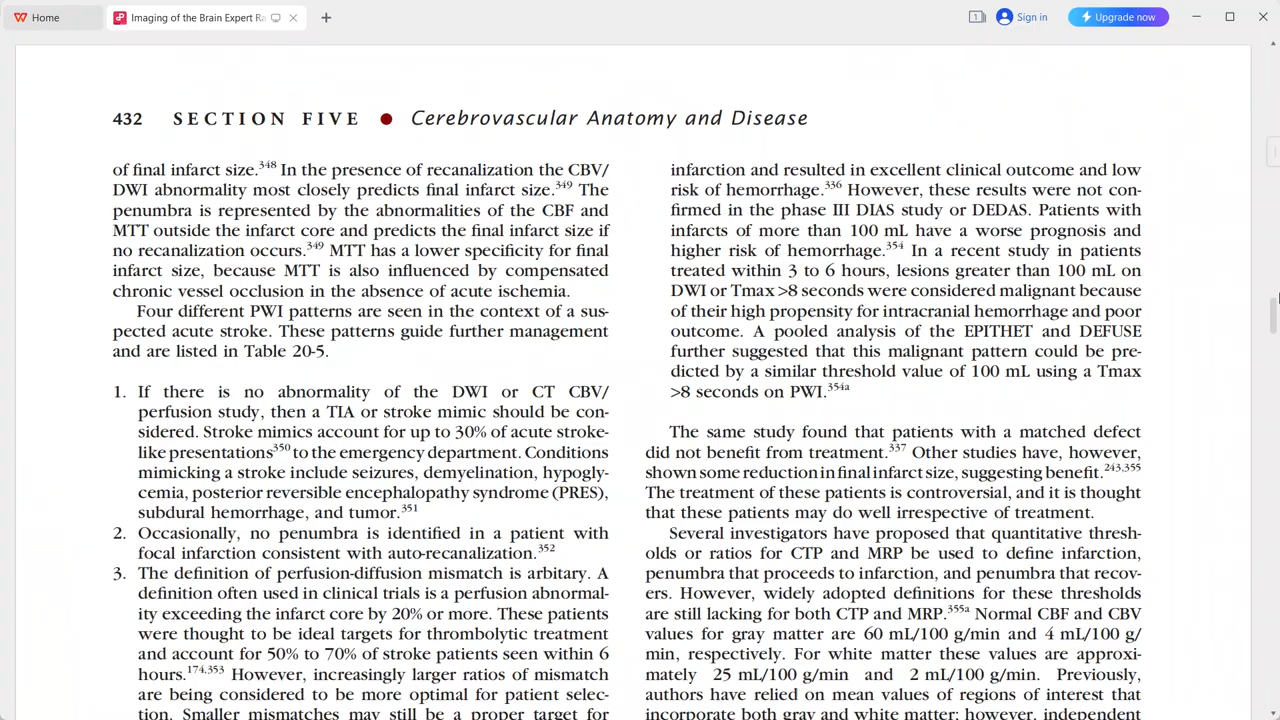 Home
Imaging of the Brain Expert Ra
Sign in
Upgrade now
432 SECTION FIVE ● Cerebrovascular Anatomy and Disease
of final infarct size.348 In the presence of recanalization the CBV/
DWI abnormality most closely predicts final infarct size.349 The
penumbra is represented by the abnormalities of the CBF and
MTT outside the infarct core and predicts the final infarct size if
no recanalization occurs.349 MTT has a lower specificity for final
infarct size, because MTT is also influenced by compensated
chronic vessel occlusion in the absence of acute ischemia.
Four different PWI patterns are seen in the context of a sus-
pected acute stroke. These patterns guide further management
and are listed in Table 20-5.
1. If there is no abnormality of the DWI or CT CBV/
perfusion study, then a TIA or stroke mimic should be con-
sidered. Stroke mimics account for up to 30% of acute stroke-
like presentations350 to the emergency department. Conditions
mimicking a stroke include seizures, demyelination, hypogly-
cemia, posterior reversible encephalopathy syndrome (PRES),
subdural hemorrhage, and tumor.351
2. Occasionally, no penumbra is identified in a patient with
focal infarction consistent with auto-recanalization.352
3. The definition of perfusion-diffusion mismatch is arbitary. A
definition often used in clinical trials is a perfusion abnormal-
ity exceeding the infarct core by 20% or more. These patients
were thought to be ideal targets for thrombolytic treatment
and account for 50% to 70% of stroke patients seen within 6
hours.174,353 However, increasingly larger ratios of mismatch
are being considered to be more optimal for patient selec-
tion. Smaller mismatches may still be a proper target for
infarction and resulted in excellent clinical outcome and low
risk of hemorrhage.336 However, these results were not con-
firmed in the phase III DIAS study or DEDAS. Patients with
infarcts of more than 100 mL have a worse prognosis and
higher risk of hemorrhage.354 In a recent study in patients
treated within 3 to 6 hours, lesions greater than 100 mL on
DWI or Tmax >8 seconds were considered malignant because
of their high propensity for intracranial hemorrhage and poor
outcome. A pooled analysis of the EPITHET and DEFUSE
further suggested that this malignant pattern could be pre-
dicted by a similar threshold value of 100 mL using a Tmax
>8 seconds on PWI.354a
The same study found that patients with a matched defect
did not benefit from treatment.337 Other studies have, however,
shown some reduction in final infarct size, suggesting benefit.243,355
The treatment of these patients is controversial, and it is thought
that these patients may do well irrespective of treatment.
Several investigators have proposed that quantitative thresh-
olds or ratios for CTP and MRP be used to define infarction,
penumbra that proceeds to infarction, and penumbra that recov-
ers. However, widely adopted definitions for these thresholds
are still lacking for both CTP and MRP.355a Normal CBF and CBV
values for gray matter are 60 mL/100 g/min and 4 mL/100 g/
min, respectively. For white matter these values are approxi-
mately 25 mL/100 g/min and 2 mL/100 g/min. Previously,
authors have relied on mean values of regions of interest that
incorporate both gray and white matter; however, independent